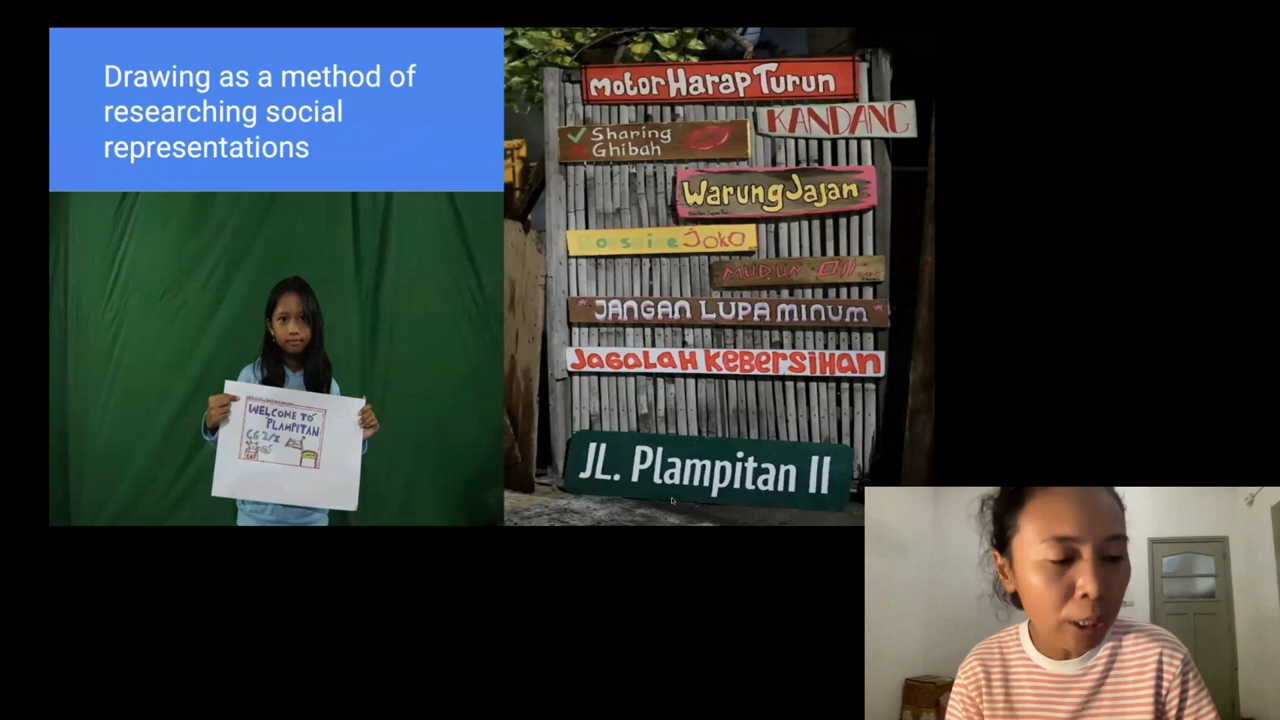 Drawing as a method of
researching social
representations
WELCOME TO
PLAMPITAN
motor Harap Turun
KANDANG
Sharing
Ghibah
Warung Jajan
Joko
MUDUN
JANGAN LUPA MINUM
JAGALAH KEBERSIHAN
JL. Plampitan II